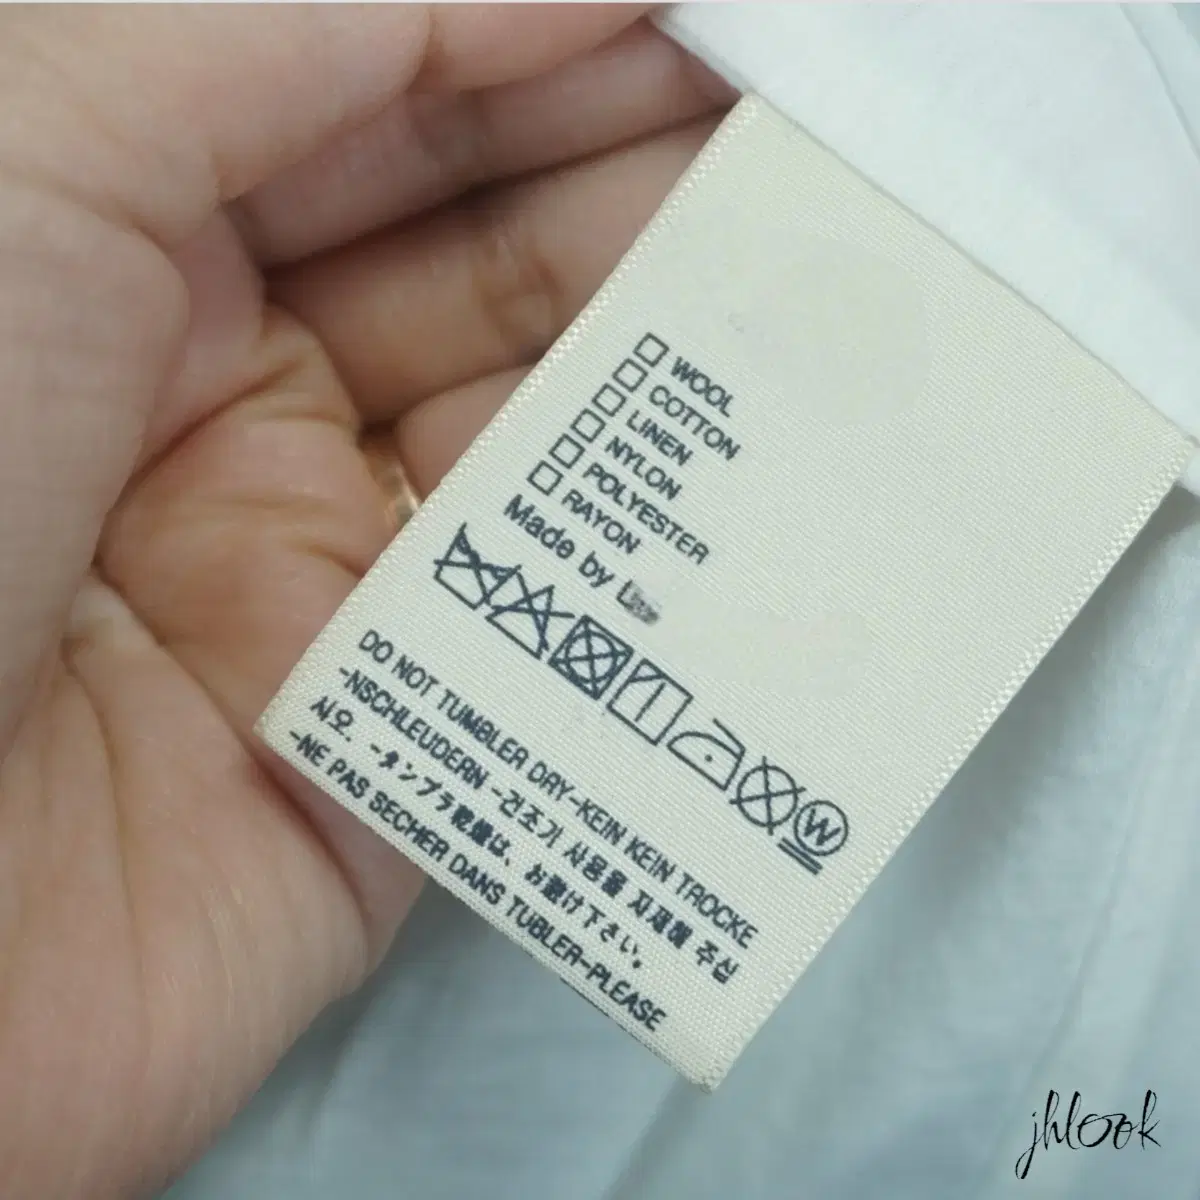 WOOL
COTTON
LINEN
NYLON
POLYESTER
RAYON
Made by
W
DO NOT TUMBLER DRY-KEIN KEIN TROCKE
-NSCHLEUDERN -건조기 사용을 자제해 주십
시오. -タンブラ乾燥は、お避け下さい。
-NE PAS SECHER DANS TUBLER-PLEASE
jhlook